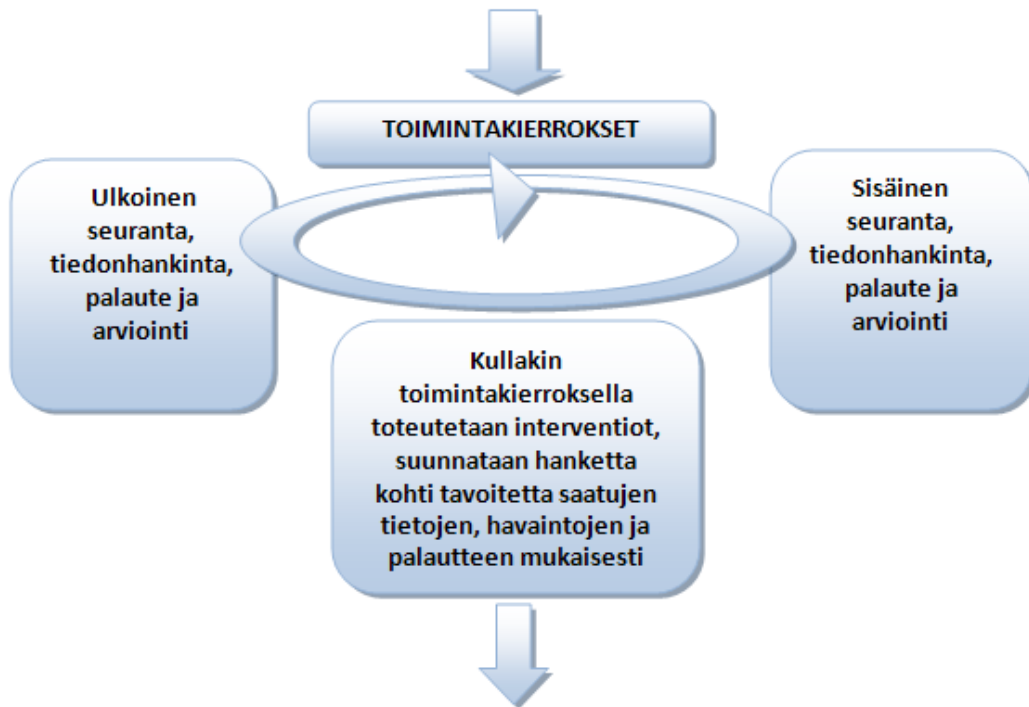 TOIMINTAKIERROKSET
Ulkoinen
seuranta,
tiedonhankinta,
palaute ja
arviointi
Sisäinen
seuranta,
tiedonhankinta,
palaute ja
arviointi
Kullakin
toimintakierroksella
toteutetaan interventiot,
suunnataan hanketta
kohti tavoitetta saatujen
tietojen, havaintojen ja
palautteen mukaisesti